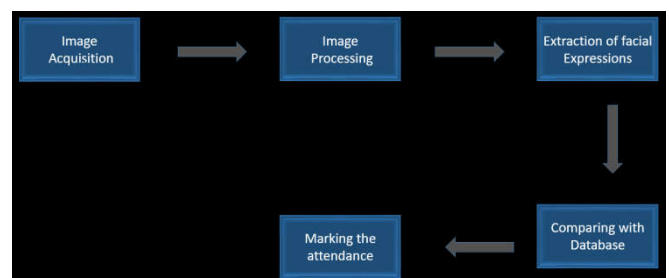 Image
Acquisition
Image
Processing
Extraction of facial
Expressions
Comparing with
Database
Marking the
attendance